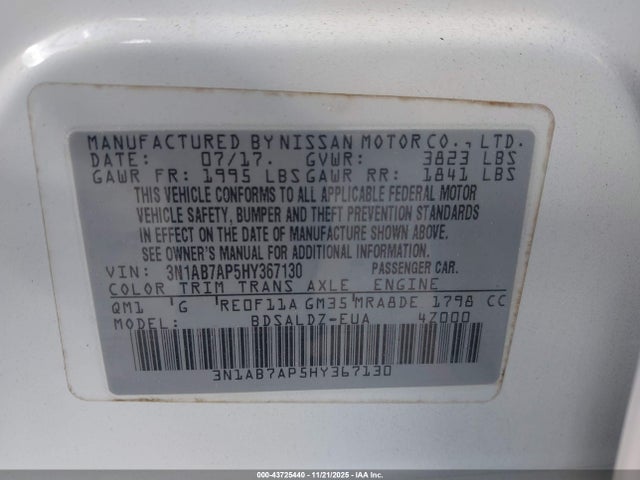 MANUFACTURED BY NISSAN MOTOR CO., LTD.
DATE: 07/17. GVWR: 3823 LBS
GAWR FR: 1995 LBS GAWR RR: 1841 LBS
THIS VEHICLE CONFORMS TO ALL APPLICABLE FEDERAL MOTOR
VEHICLE SAFETY, BUMPER AND THEFT PREVENTION STANDARDS
IN EFFECT ON THE DATE OF MANUFACTURE SHOWN ABOVE.
SEE OWNER'S MANUAL FOR ADDITIONAL INFORMATION.
VIN: 3N1AB7AP5HY367130 PASSENGER CAR.
COLOR TRIM TRANS AXLE ENGINE
QM1 G RE0F11A GM35 MRA8DE 1798 CC
MODEL: BDSALDZ-EUA 4Z000
3N1AB7AP5HY367130
000-43725440 - 11/21/2025 - IAAI Inc.